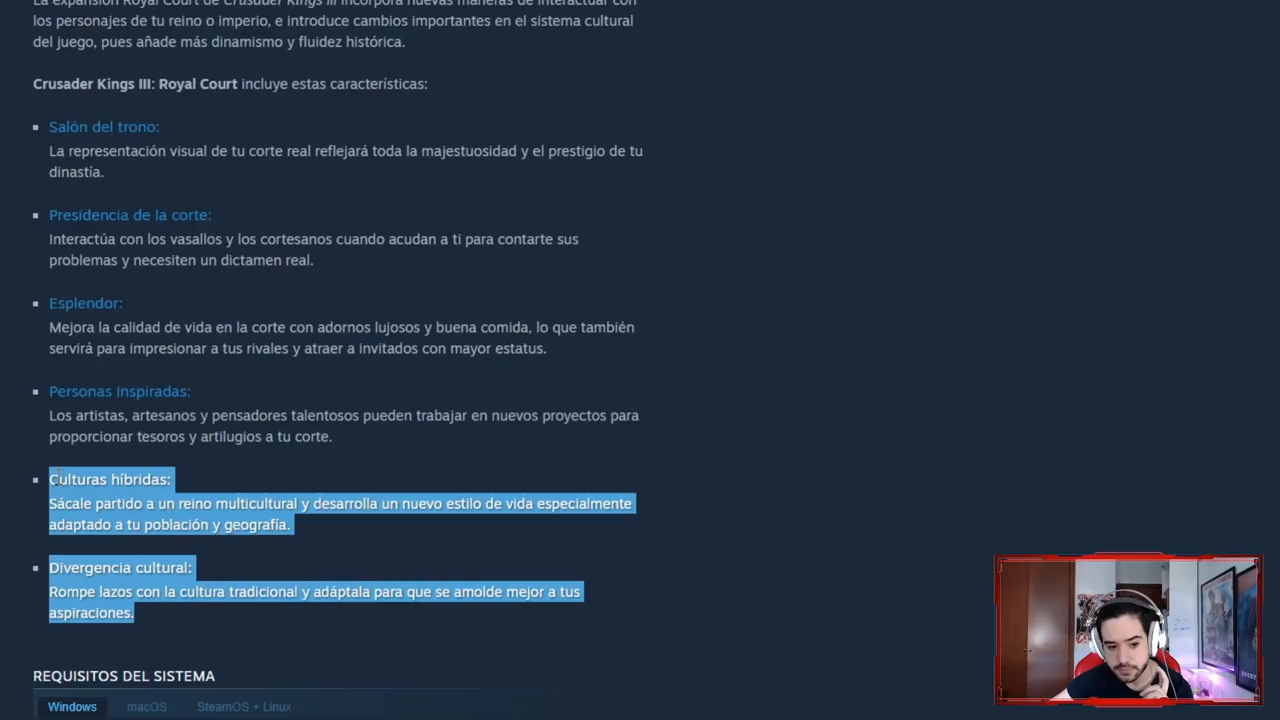 La expansión Royal Court de Crusader Kings III incorpora nuevas maneras de interactuar con
los personajes de tu reino o imperio, e introduce cambios importantes en el sistema cultural
del juego, pues añade más dinamismo y fluidez histórica.
Crusader Kings III: Royal Court incluye estas características:
Salón del trono:
La representación visual de tu corte real reflejará toda la majestuosidad y el prestigio de tu
dinastía.
Presidencia de la corte:
Interactúa con los vasallos y los cortesanos cuando acudan a ti para contarte sus
problemas y necesiten un dictamen real.
Esplendor:
Mejora la calidad de vida en la corte con adornos lujosos y buena comida, lo que también
servirá para impresionar a tus rivales y atraer a invitados con mayor estatus.
Personas inspiradas:
Los artistas, artesanos y pensadores talentosos pueden trabajar en nuevos proyectos para
proporcionar tesoros y artilugios a tu corte.
Culturas híbridas:
Sácale partido a un reino multicultural y desarrolla un nuevo estilo de vida especialmente
adaptado a tu población y geografía.
Divergencia cultural:
Rompe lazos con la cultura tradicional y adáptala para que se amolde mejor a tus
aspiraciones.
REQUISITOS DEL SISTEMA
Windows macOS SteamOS + Linux